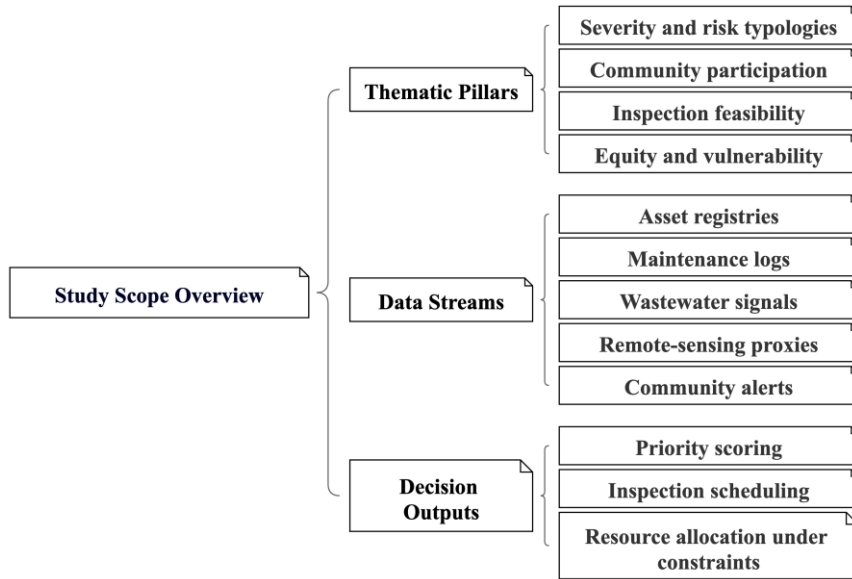 Study Scope Overview
Thematic Pillars
Severity and risk typologies
Community participation
Inspection feasibility
Equity and vulnerability
Data Streams
Asset registries
Maintenance logs
Wastewater signals
Remote-sensing proxies
Community alerts
Decision
Outputs
Priority scoring
Inspection scheduling
Resource allocation under
constraints